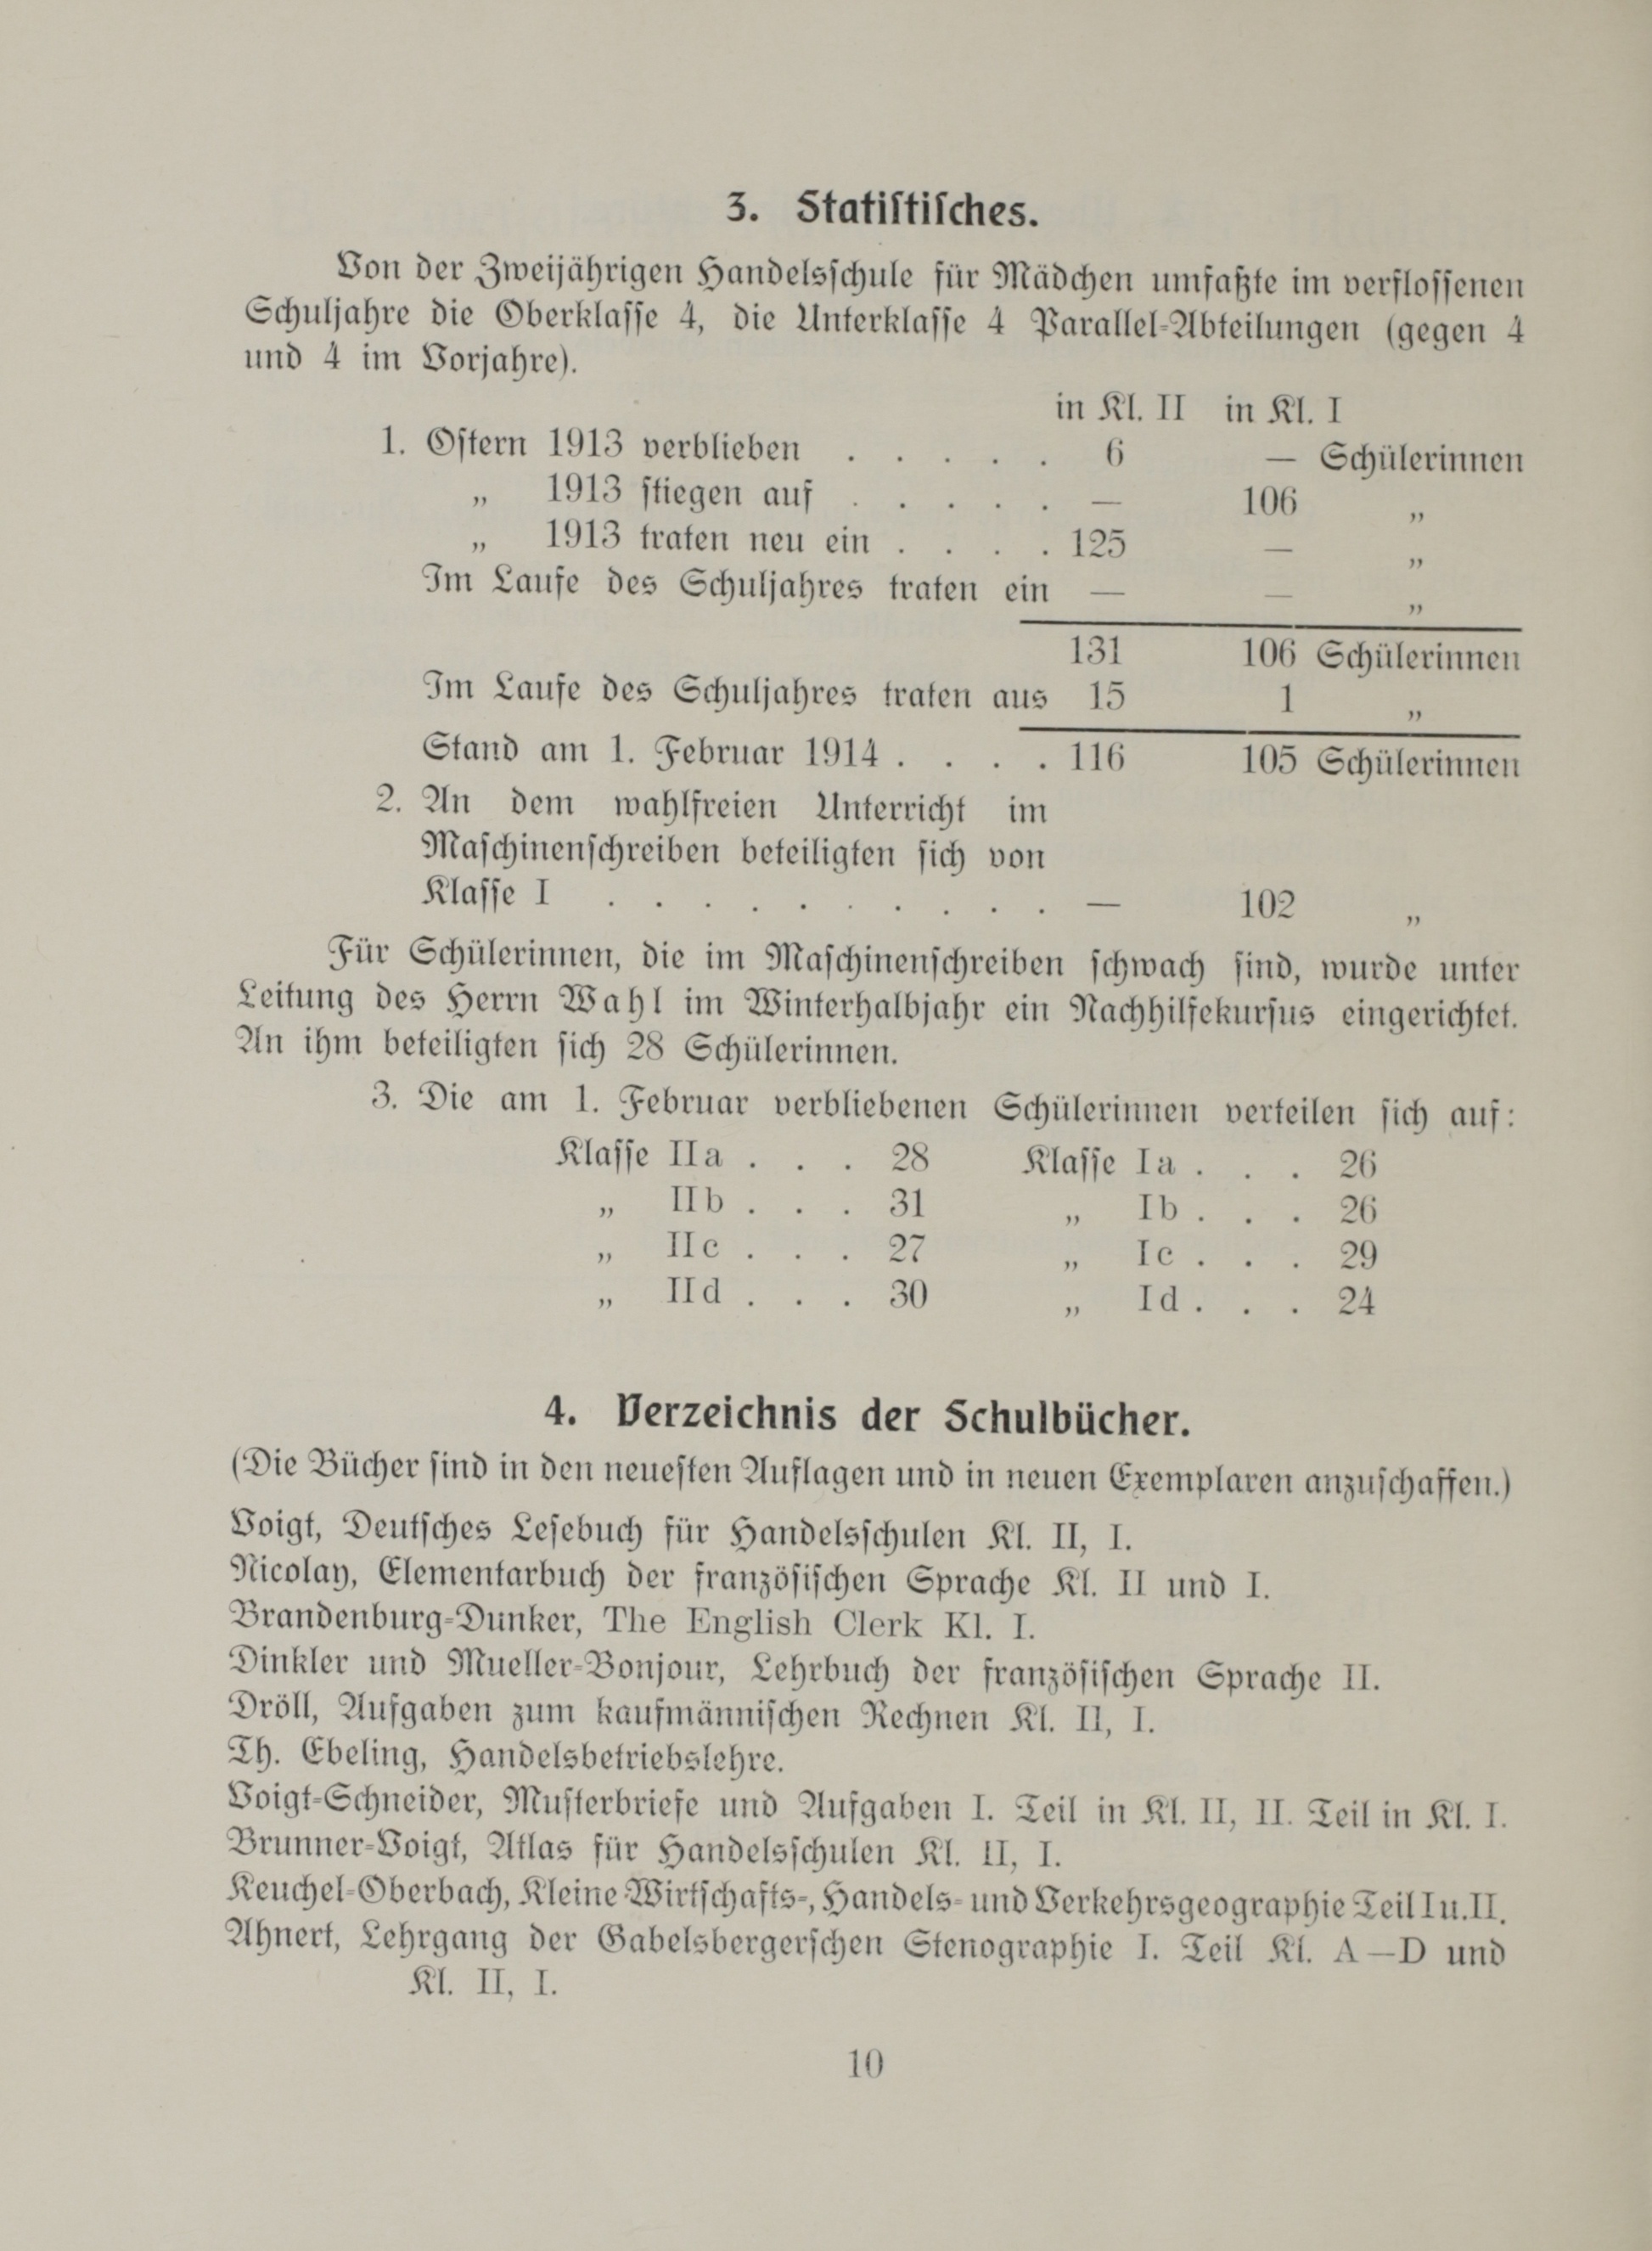 3. Statistisches.
Von der Zweijährigen Handelsschule für Mädchen umfaßte im verflossenen
Schuljahre die Oberklasse 4, die Unterklasse 4 Parallel-Abteilungen (gegen 4
und 4 im Vorjahre).
in Kl. II in Kl. I
1. Ostern 1913 verblieben . . . . . 6 — Schülerinnen
„ 1913 stiegen auf . . . . . — 106 „
„ 1913 traten neu ein . . . . 125 — „
Im Laufe des Schuljahres traten ein — — „
131 106 Schülerinnen
Im Laufe des Schuljahres traten aus 15 1 „
Stand am 1. Februar 1914 . . . . 116 105 Schülerinnen
2. An dem wahlfreien Unterricht im
Maschinenschreiben beteiligten sich von
Klasse I . . . . . . . . . . — 102 „
Für Schülerinnen, die im Maschinenschreiben schwach sind, wurde unter
Leitung des Herrn Wahl im Winterhalbjahr ein Nachhilfekursus eingerichtet.
An ihm beteiligten sich 28 Schülerinnen.
3. Die am 1. Februar verbliebenen Schülerinnen verteilen sich auf:
Klasse IIa . . . 28 Klasse Ia . . . 26
„ IIb . . . 31 „ Ib . . . 26
„ IIc . . . 27 „ Ic . . . 29
„ IId . . . 30 „ Id . . . 24
4. Verzeichnis der Schulbücher.
(Die Bücher sind in den neuesten Auflagen und in neuen Exemplaren anzuschaffen.)
Voigt, Deutsches Lesebuch für Handelsschulen Kl. II, I.
Nicolay, Elementarbuch der französischen Sprache Kl. II und I.
Brandenburg-Dunker, The English Clerk Kl. I.
Dinkler und Mueller-Bonjour, Lehrbuch der französischen Sprache II.
Dröll, Aufgaben zum kaufmännischen Rechnen Kl. II, I.
Th. Ebeling, Handelsbetriebslehre.
Voigt-Schneider, Musterbriefe und Aufgaben I. Teil in Kl. II, II. Teil in Kl. I.
Brunner-Voigt, Atlas für Handelsschulen Kl. II, I.
Keuchel-Oberbach, Kleine Wirtschafts-, Handels- und Verkehrsgeographie Teil I u. II.
Ahnert, Lehrgang der Gabelsbergerschen Stenographie I. Teil Kl. A—D und
Kl. II, I.
10